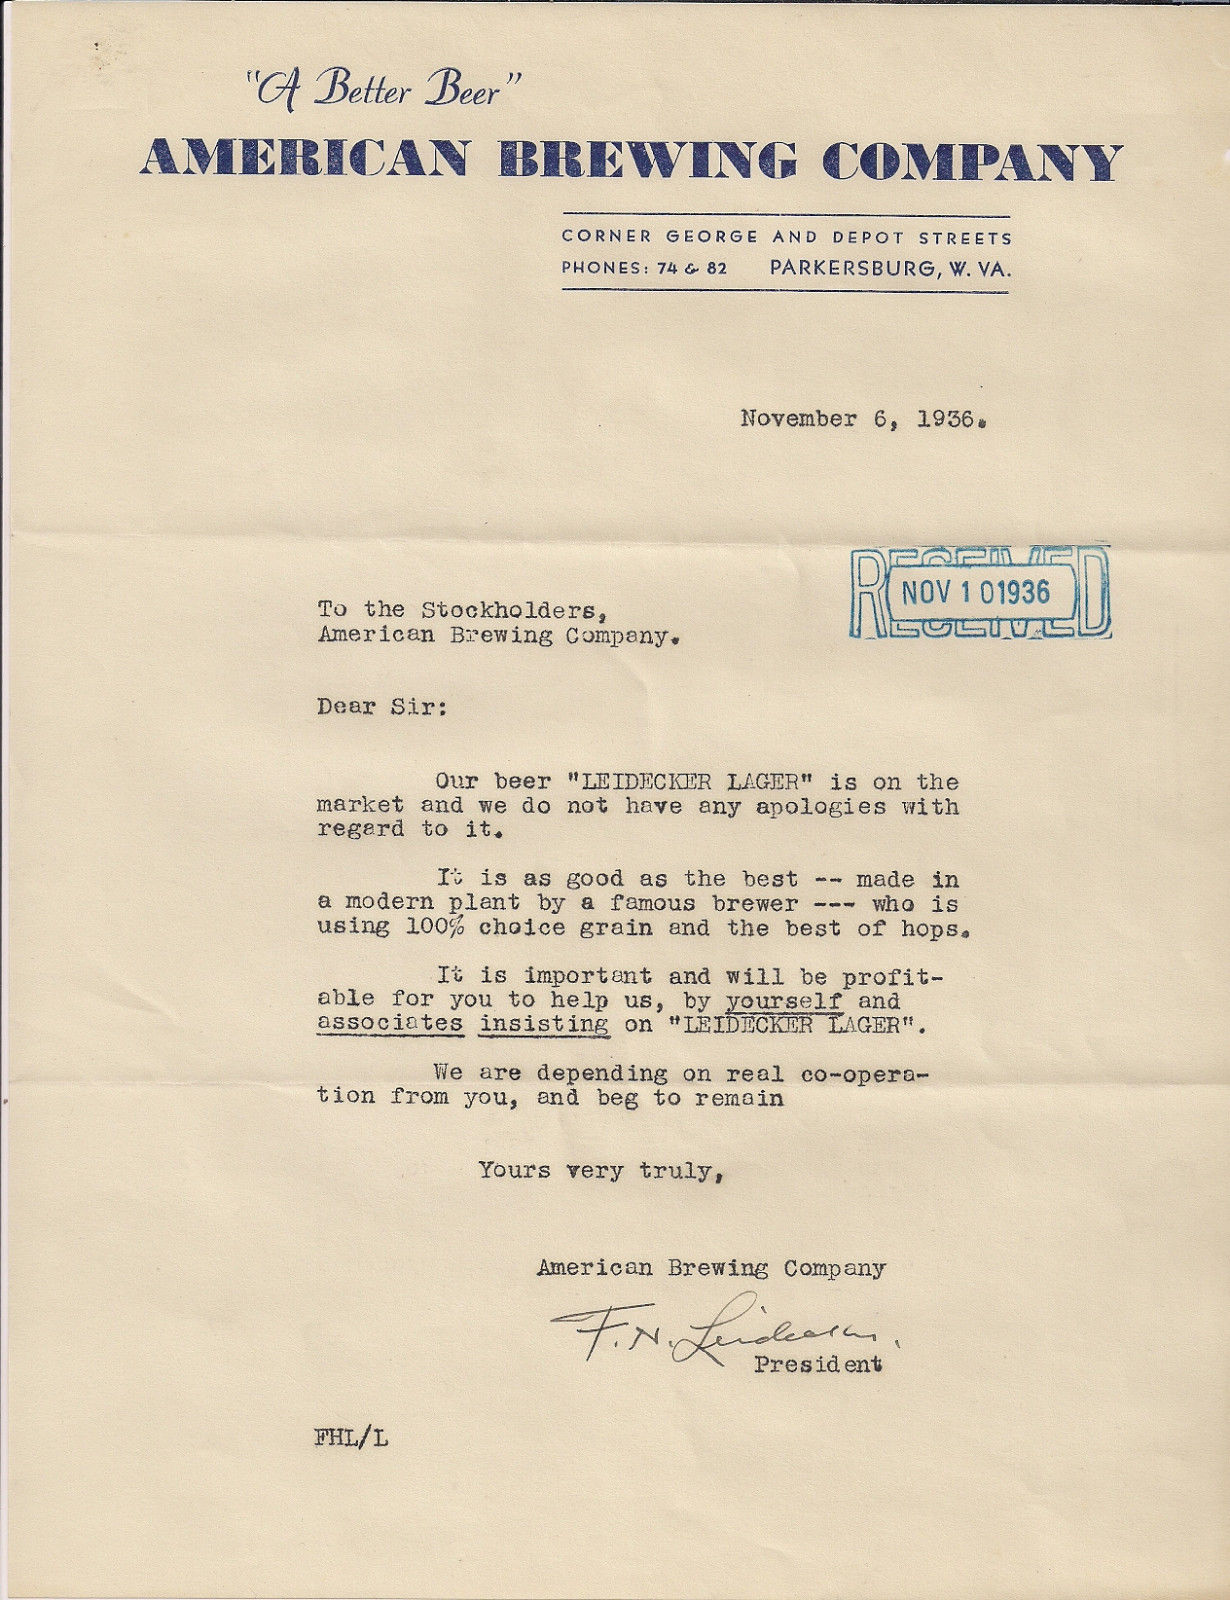 "A Better Beer"
AMERICAN BREWING COMPANY
CORNER GEORGE AND DEPOT STREETS
PHONES: 74 & 82 PARKERSBURG, W. VA.
November 6, 1936.
RECEIVED
NOV 10 1936
RECEIVED
To the Stockholders,
American Brewing Company.
Dear Sir:
Our beer "LEIDECKER LAGER" is on the
market and we do not have any apologies with
regard to it.
It is as good as the best -- made in
a modern plant by a famous brewer --- who is
using 100% choice grain and the best of hops.
It is important and will be profit-
able for you to help us, by yourself and
associates insisting on "LEIDECKER LAGER".
We are depending on real co-opera-
tion from you, and beg to remain
Yours very truly,
American Brewing Company
F. H. Leidecker.
President
FHL/L